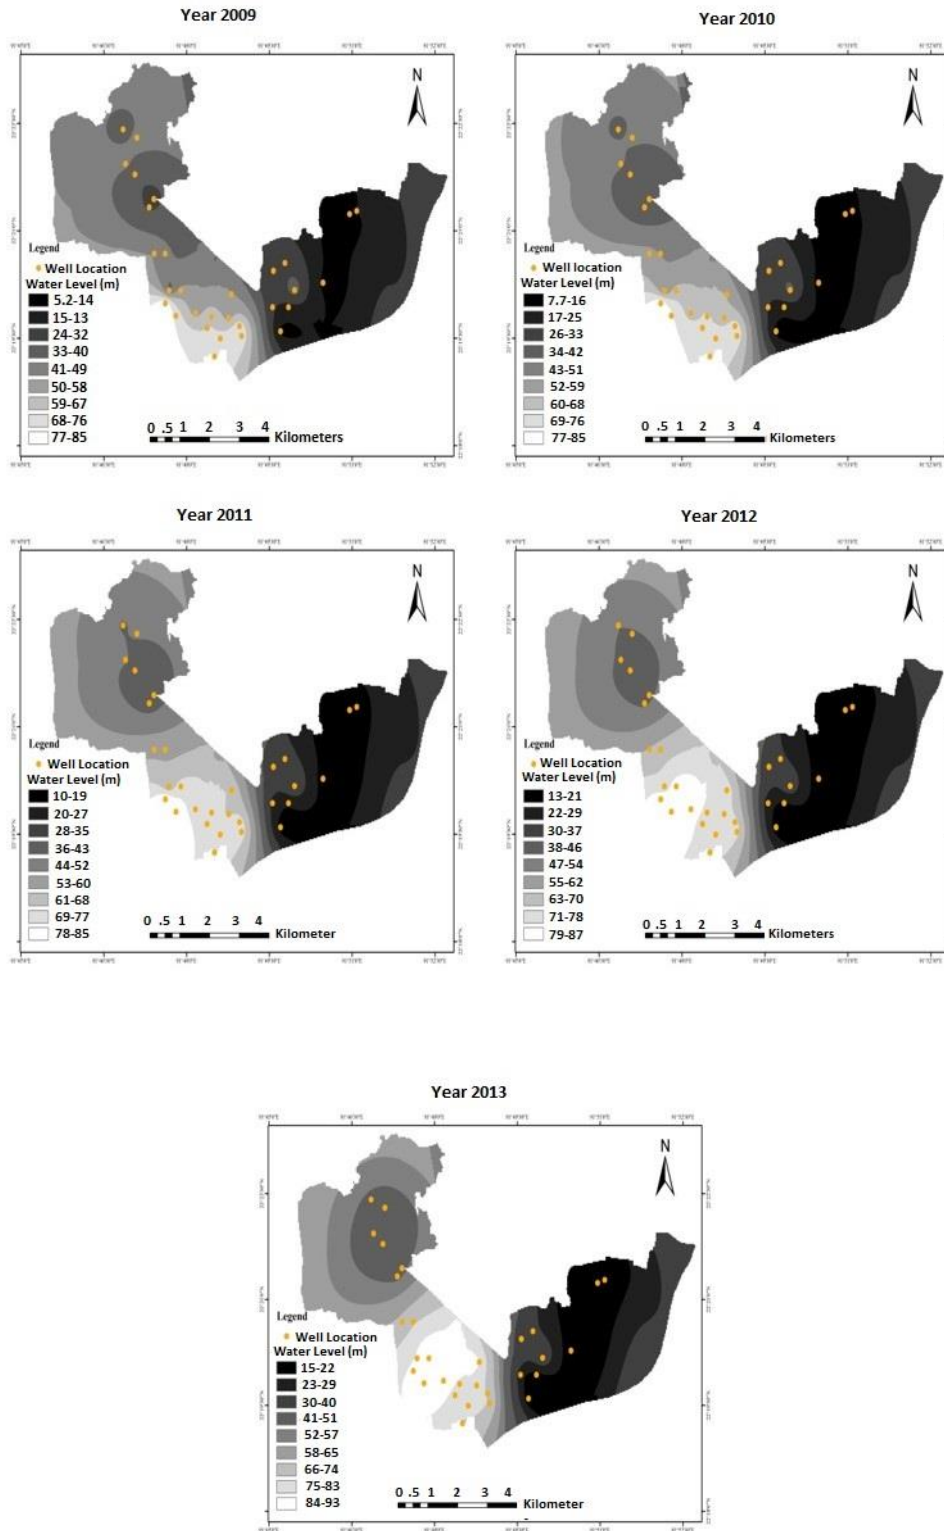 Year 2009
N
Legend
Well Location
Water Level (m)
5.2-14
15-13
24-32
33-40
41-49
50-58
59-67
68-76
77-85
0 .5 1 2 3 4
Kilometers
Year 2010
N
Legend
Well Location
Water Level (m)
7.7-16
17-25
26-33
34-42
43-51
52-59
60-68
69-76
77-85
0 .5 1 2 3 4
Kilometers
Year 2011
N
Legend
Well Location
Water Level (m)
10-19
20-27
28-35
36-43
44-52
53-60
61-68
69-77
78-85
0 .5 1 2 3 4
Kilometer
Year 2012
N
Legend
Well Location
Water Level (m)
13-21
22-29
30-37
38-46
47-54
55-62
63-70
71-78
79-87
0 .5 1 2 3 4
Kilometers
Year 2013
N
Legend
Well Location
Water Level (m)
15-22
23-29
30-40
41-51
52-57
58-65
66-74
75-83
84-93
0 .5 1 2 3 4
Kilometer